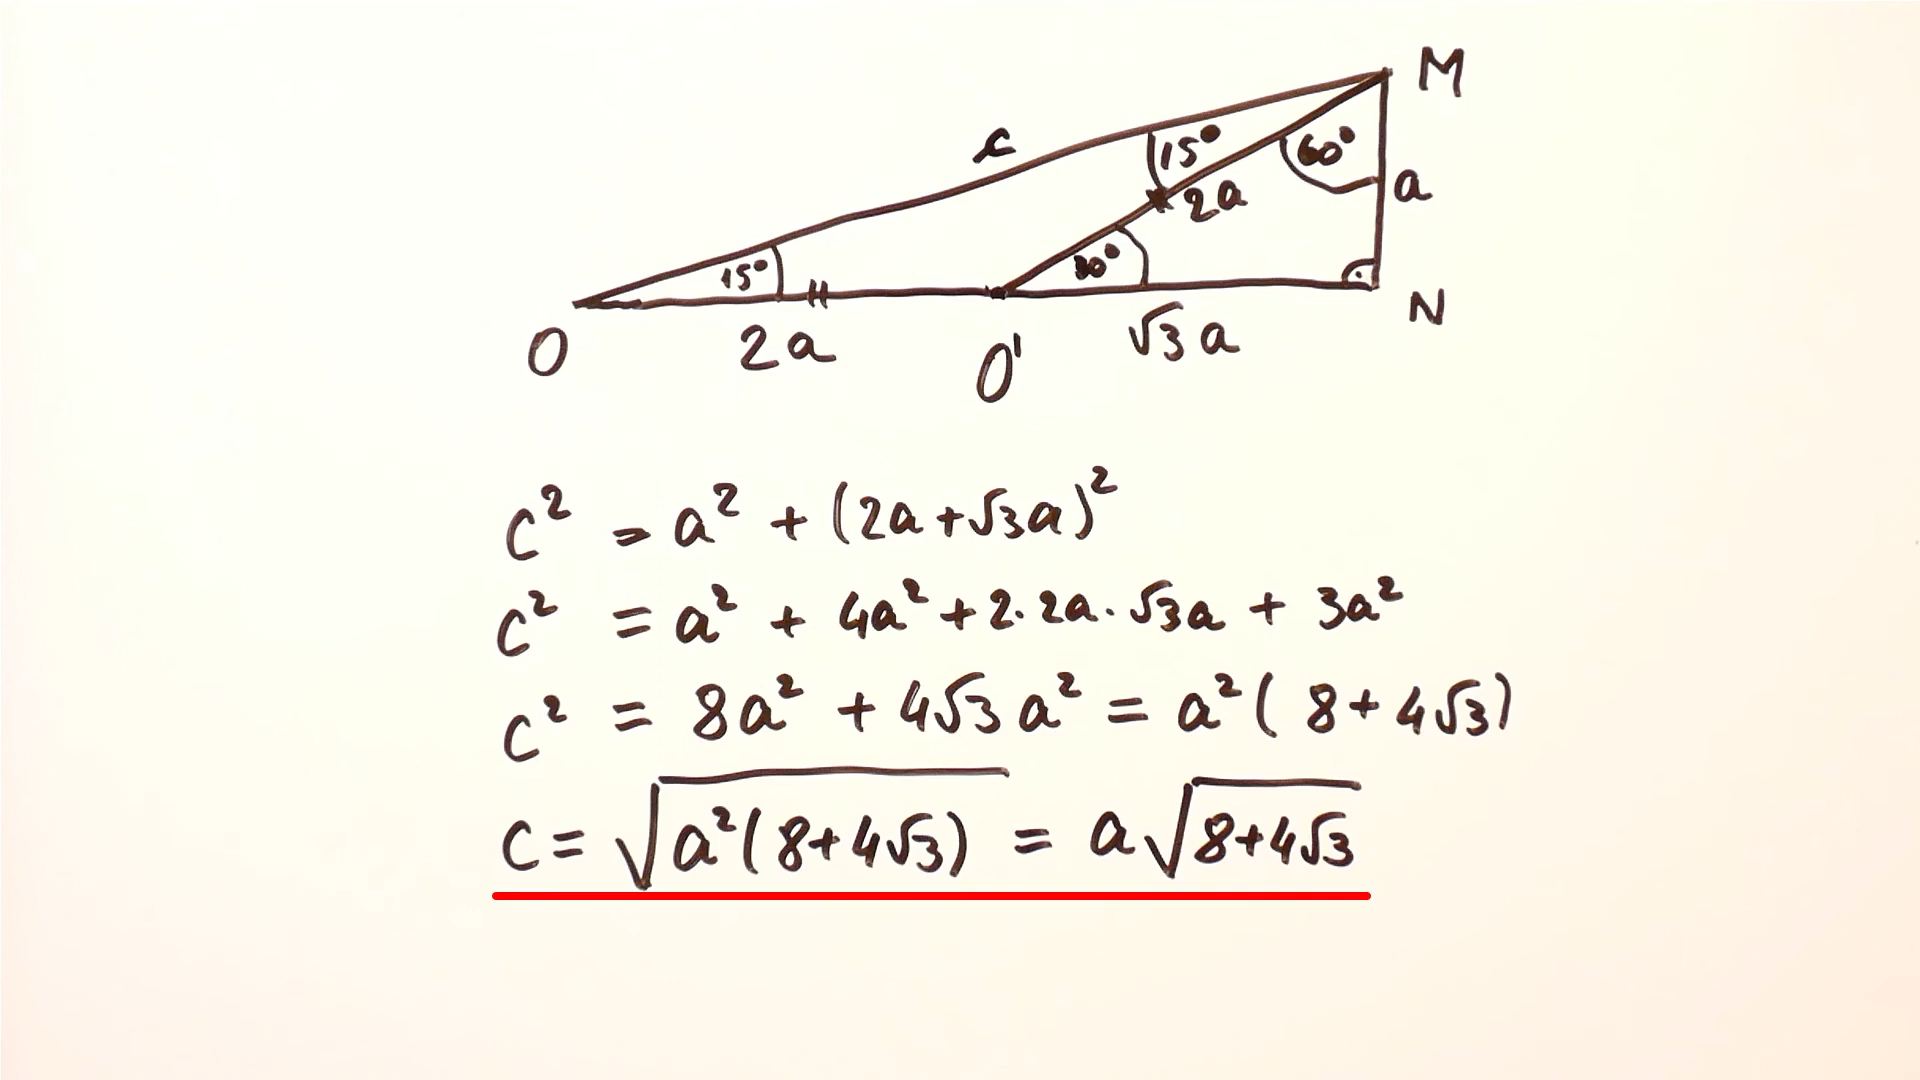 M
c
15°
60°
2a
a
15°
30°
O
2a
O'
√3 a
N
c² = a² + (2a+√3a)²
c² = a² + 4a² + 2·2a·√3a + 3a²
c² = 8a² + 4√3 a² = a² ( 8 + 4√3)
c = √(a²(8+4√3)) = a√(8+4√3)